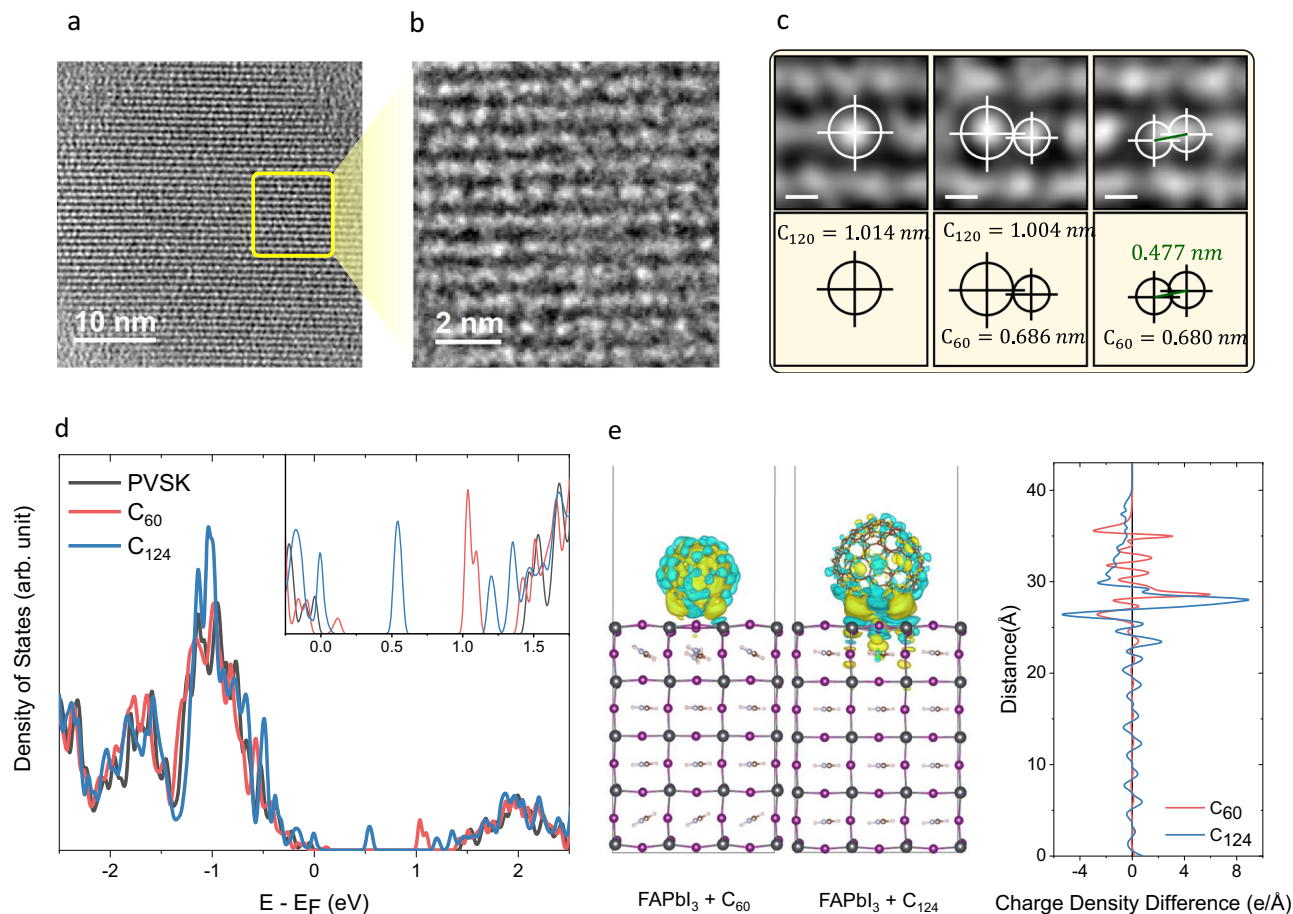 a
b
c
10 nm
2 nm
C₁₂₀ = 1.014 nm
C₁₂₀ = 1.004 nm
C₆₀ = 0.686 nm
0.477 nm
C₆₀ = 0.680 nm
d
Density of States (arb. unit)
PVSK
C₆₀
C₁₂₄
0.0 0.5 1.0 1.5
-2 -1 0 1 2
E - E_F (eV)
e
FAPbI₃ + C₆₀
FAPbI₃ + C₁₂₄
Distance(Å)
40
30
20
10
0
C₆₀
C₁₂₄
-4 0 4 8
Charge Density Difference (e/Å)